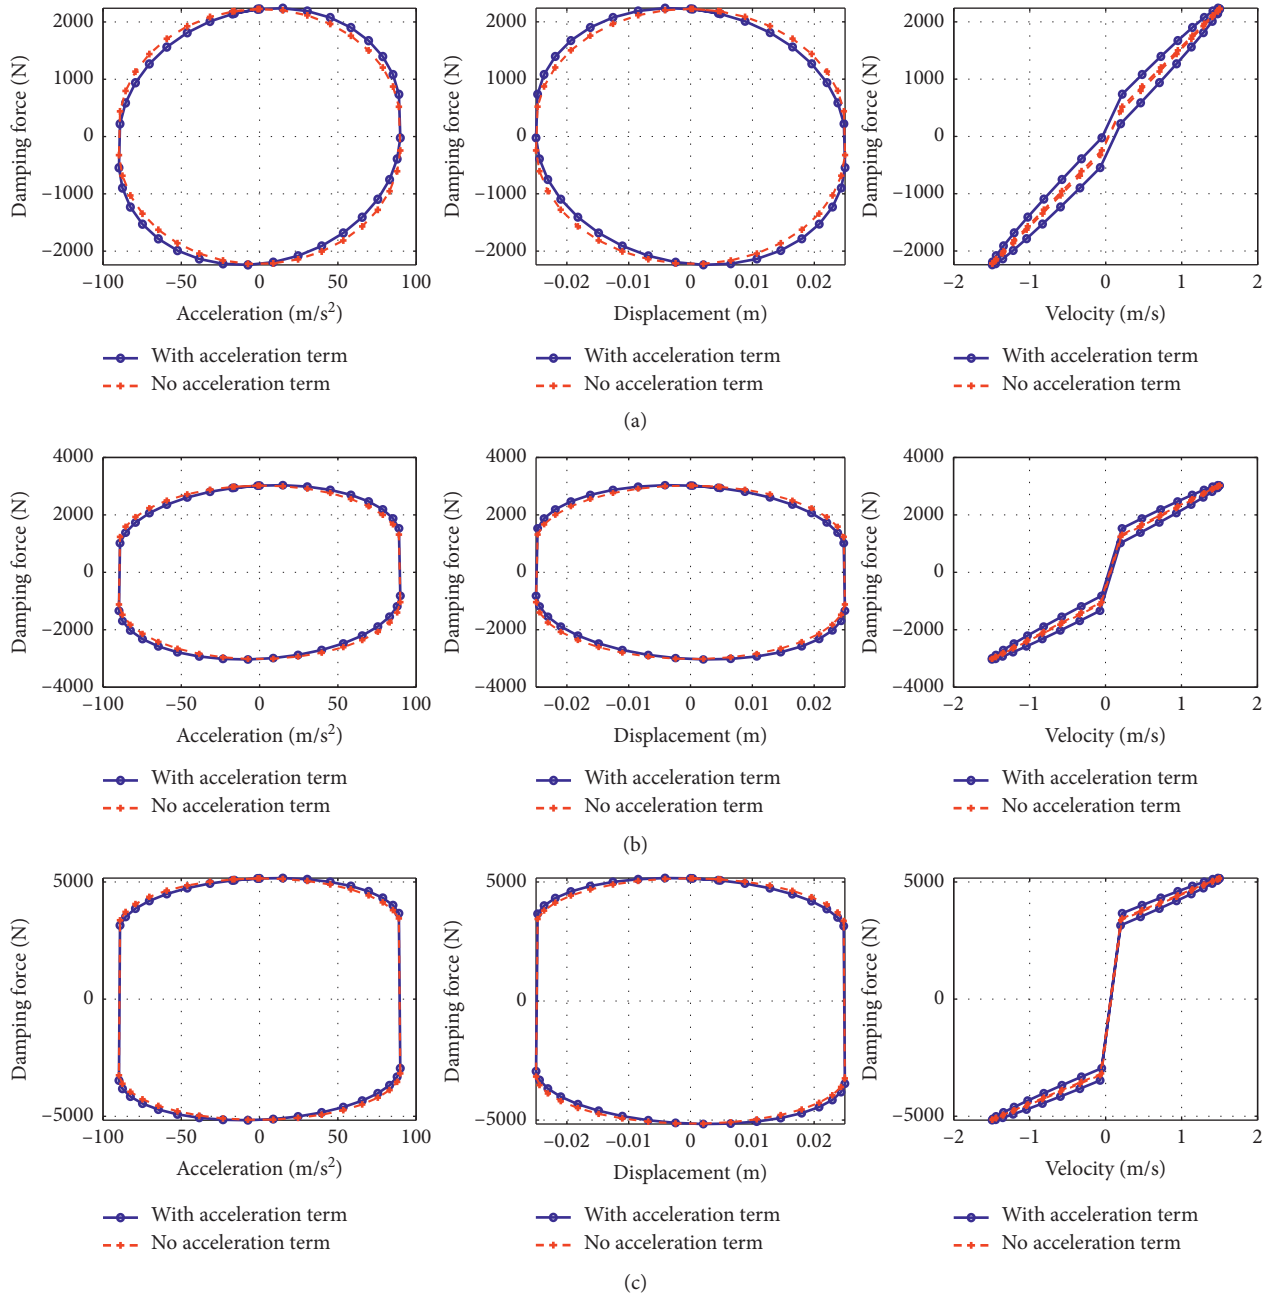 2000
1000
0
−1000
−2000
Damping force (N)
−100 −50 0 50 100
Acceleration (m/s2)
With acceleration term
No acceleration term
2000
1000
0
−1000
−2000
Damping force (N)
−0.02 −0.01 0 0.01 0.02
Displacement (m)
With acceleration term
No acceleration term
2000
1000
0
−1000
−2000
Damping force (N)
−2 −1 0 1 2
Velocity (m/s)
With acceleration term
No acceleration term
(a)
4000
2000
0
−2000
−4000
Damping force (N)
−100 −50 0 50 100
Acceleration (m/s2)
With acceleration term
No acceleration term
4000
2000
0
−2000
−4000
Damping force (N)
−0.02 −0.01 0 0.01 0.02
Displacement (m)
With acceleration term
No acceleration term
4000
2000
0
−2000
−4000
Damping force (N)
−2 −1 0 1 2
Velocity (m/s)
With acceleration term
No acceleration term
(b)
5000
0
−5000
Damping force (N)
−100 −50 0 50 100
Acceleration (m/s2)
With acceleration term
No acceleration term
5000
0
−5000
Damping force (N)
−0.02 −0.01 0 0.01 0.02
Displacement (m)
With acceleration term
No acceleration term
5000
0
−5000
Damping force (N)
−2 −1 0 1 2
Velocity (m/s)
With acceleration term
No acceleration term
(c)